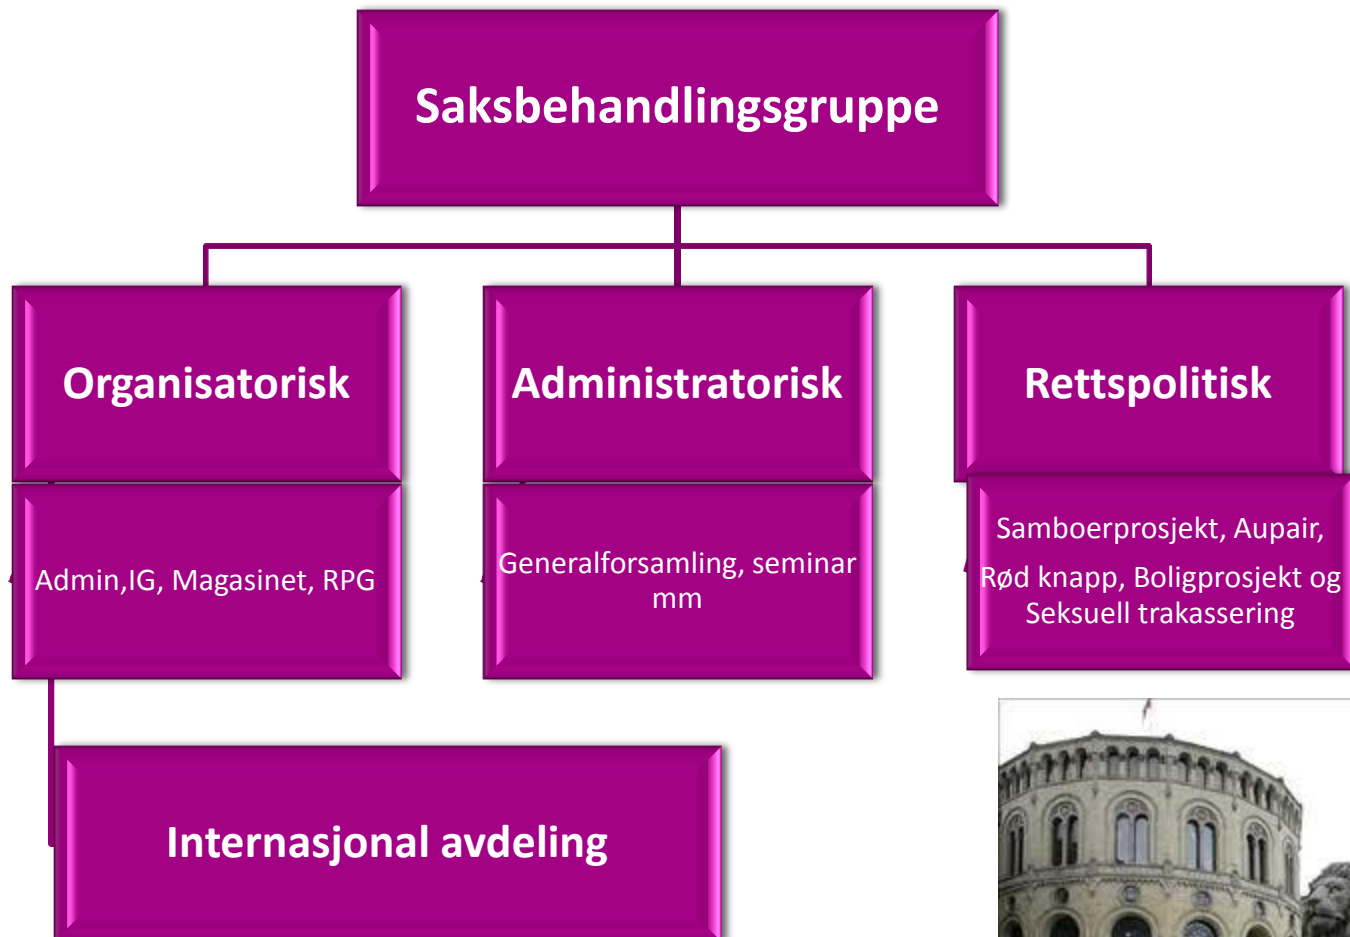 Saksbehandlingsgruppe
Organisatorisk
Administratorisk
Rettspolitisk
Admin,IG, Magasinet, RPG
Generalforsamling, seminar
mm
Samboerprosjekt, Aupair,
Rød knapp, Boligprosjekt og
Seksuell trakassering
Internasjonal avdeling